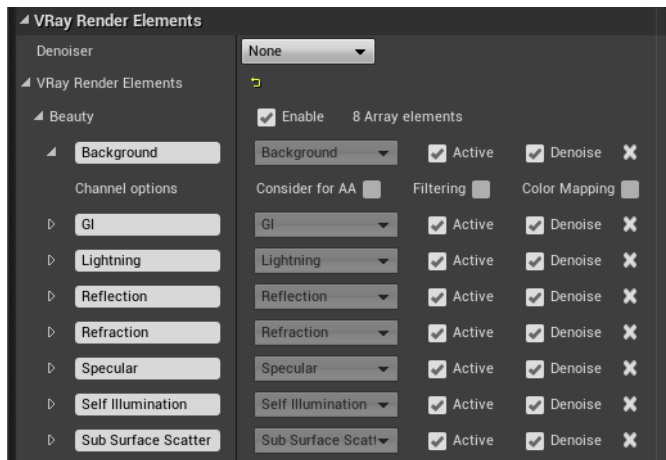 VRay Render Elements
Denoiser None
VRay Render Elements
Beauty Enable 8 Array elements
Background Background Active Denoise
Channel options Consider for AA Filtering Color Mapping
GI GI Active Denoise
Lightning Lightning Active Denoise
Reflection Reflection Active Denoise
Refraction Refraction Active Denoise
Specular Specular Active Denoise
Self Illumination Self Illumination Active Denoise
Sub Surface Scatter Sub Surface Scatt Active Denoise